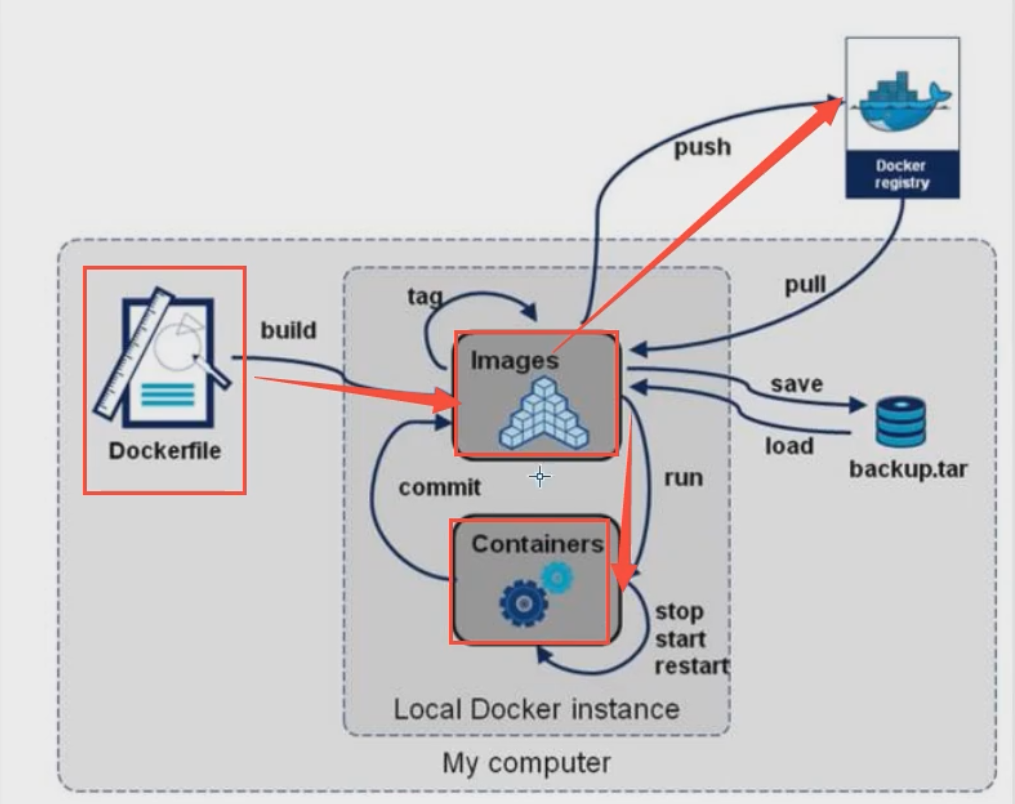 push
Docker
registry
pull
tag
build
Images
save
load
backup.tar
Dockerfile
commit
run
Containers
stop
start
restart
Local Docker instance
My computer